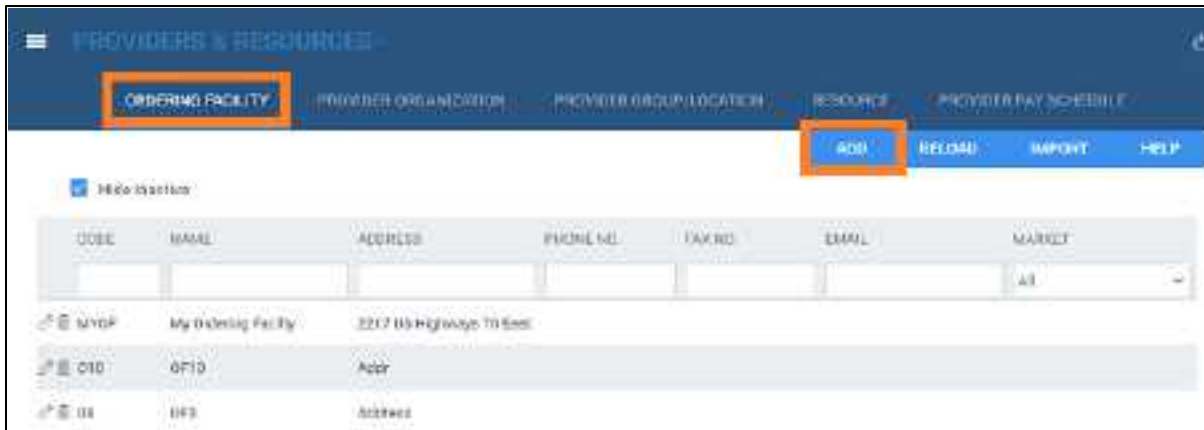 PROVIDERS & RESOURCES
ORDERING FACILITY PROVIDER ORGANIZATION PROVIDER GROUP/LOCATION RESOURCE PROVIDER PAY SCHEDULE
ADD RELOAD IMPORT HELP
Hide Inactive
CODE NAME ADDRESS PHONE NO. FAX NO. EMAIL MARKET
All
MYOF My Ordering Facility 2217 US Highways 70 East
OF10 Addr
OF3 Address